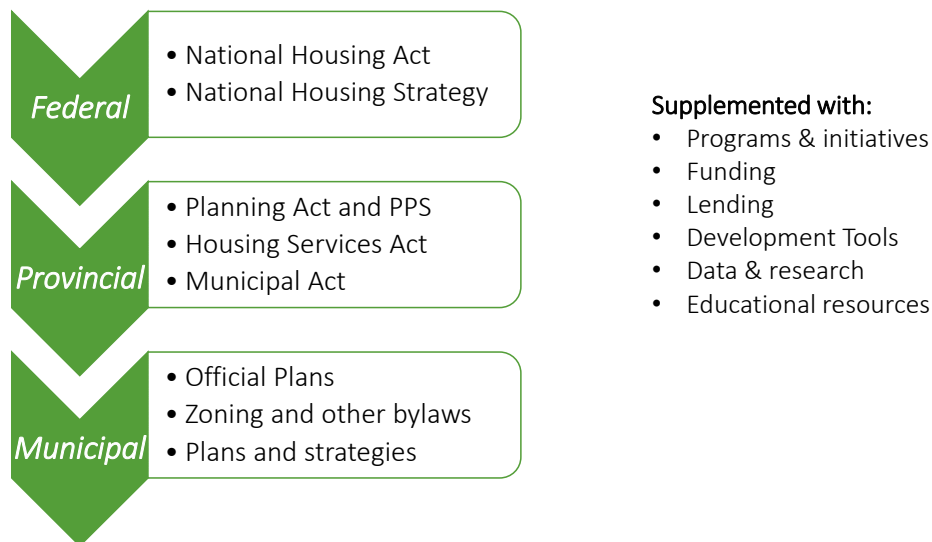 Federal
• National Housing Act
• National Housing Strategy
Provincial
• Planning Act and PPS
• Housing Services Act
• Municipal Act
Municipal
• Official Plans
• Zoning and other bylaws
• Plans and strategies
Supplemented with:
• Programs & initiatives
• Funding
• Lending
• Development Tools
• Data & research
• Educational resources